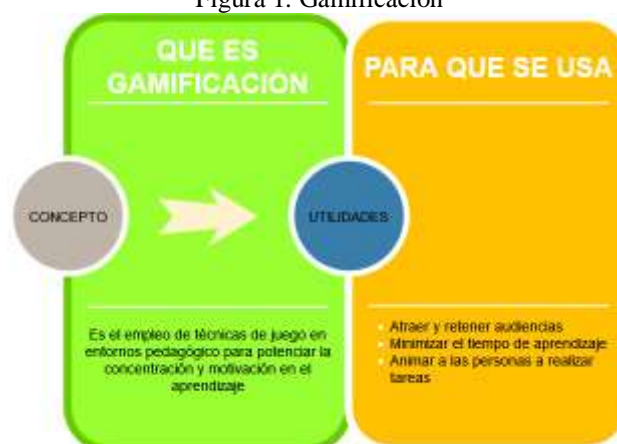 Figura 1. Gamificación
QUE ES
GAMIFICACIÓN
PARA QUE SE USA
CONCEPTO
UTILIDADES
Es el empleo de técnicas de juego en
entornos pedagógico para potenciar la
concentración y motivación en el
aprendizaje
Atraer y retener audiencias
Minimizar el tiempo de aprendizaje
Animar a las personas a realizar
tareas